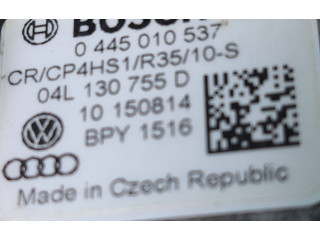 BOSCH
0 445 010 537
CR/CP4HS1/R35/10-S
04L 130 755 D
10 150814
BPY 1516
Made in Czech Republic